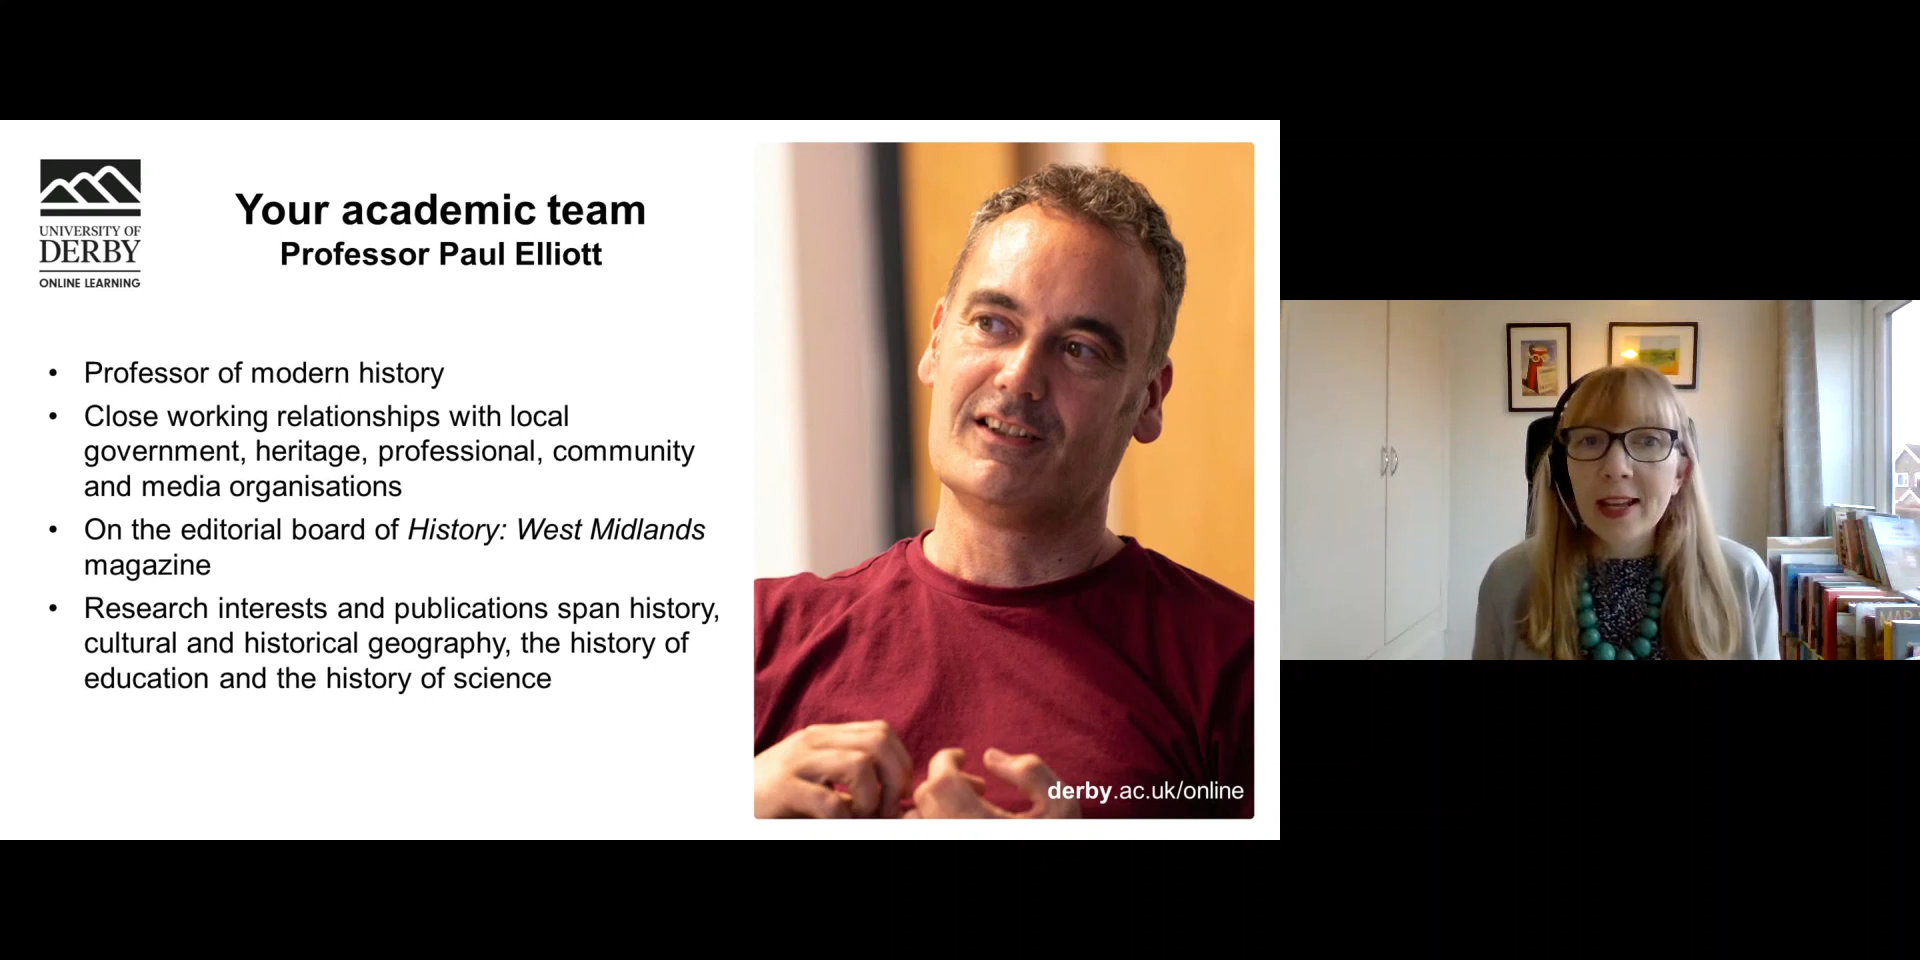 UNIVERSITY OF
DERBY
ONLINE LEARNING
Your academic team
Professor Paul Elliott
• Professor of modern history
• Close working relationships with local
government, heritage, professional, community
and media organisations
• On the editorial board of History: West Midlands
magazine
• Research interests and publications span history,
cultural and historical geography, the history of
education and the history of science
derby.ac.uk/online